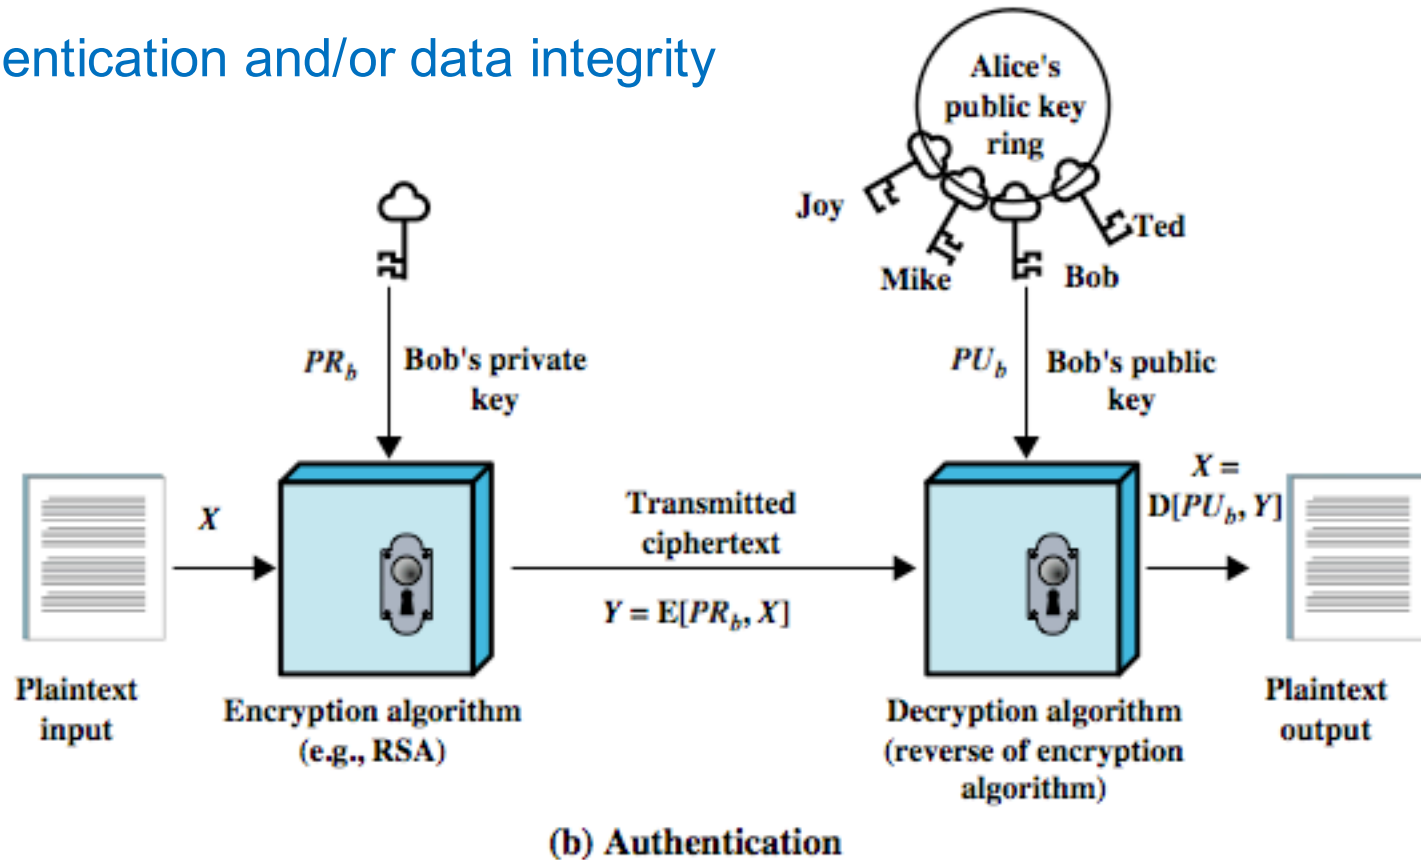 entication and/or data integrity
Alice's
public key
ring
Joy
Mike
Bob
Ted
PR_b
Bob's private
key
PU_b
Bob's public
key
X
Transmitted
ciphertext
Y = E[PR_b, X]
X =
D[PU_b, Y]
Plaintext
input
Encryption algorithm
(e.g., RSA)
Decryption algorithm
(reverse of encryption
algorithm)
Plaintext
output
(b) Authentication